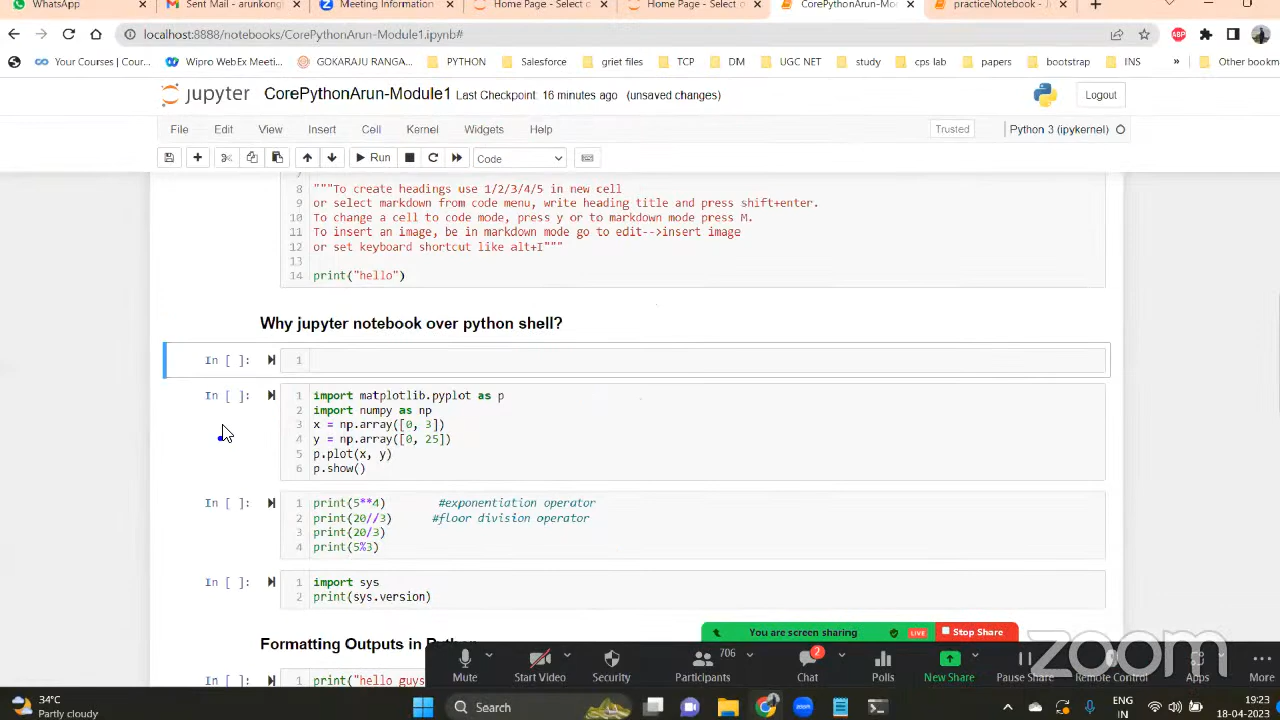 WhatsApp
Sent Mail - arunkong
Meeting Information
Home Page - Select c
Home Page - Select c
CorePythonArun-Mod
practiceNotebook - J
localhost:8888/notebooks/CorePythonArun-Module1.ipynb#
ABP
Your Courses | Cour...
Wipro WebEx Meetin...
GOKARAJU RANGA...
PYTHON
Salesforce
griet files
TCP
DM
UGC NET
study
cps lab
papers
bootstrap
INS
»
Other bookm
jupyter CorePythonArun-Module1 Last Checkpoint: 16 minutes ago (unsaved changes)
Logout
File Edit View Insert Cell Kernel Widgets Help
Trusted
Python 3 (ipykernel)
Run
Code
7
8 """To create headings use 1/2/3/4/5 in new cell
9 or select markdown from code menu, write heading title and press shift+enter.
10 To change a cell to code mode, press y or to markdown mode press M.
11 To insert an image, be in markdown mode go to edit-->insert image
12 or set keyboard shortcut like alt+I"""
13
14 print("hello")
Why jupyter notebook over python shell?
In [ ]: 1
In [ ]: 1 import matplotlib.pyplot as p
2 import numpy as np
3 x = np.array([0, 3])
4 y = np.array([0, 25])
5 p.plot(x, y)
6 p.show()
In [ ]: 1 print(5**4) #exponentiation operator
2 print(20//3) #floor division operator
3 print(20/3)
4 print(5%3)
In [ ]: 1 import sys
2 print(sys.version)
Formatting Outputs in Python
In [ ]: 1 print("hello guys
You are screen sharing
LIVE
Stop Share
zoom
706
2
Mute
Start Video
Security
Participants
Chat
Polls
New Share
Pause Share
Remote Control
Apps
More
34°C
Partly cloudy
Search
ENG
IN
19:23
18-04-2023